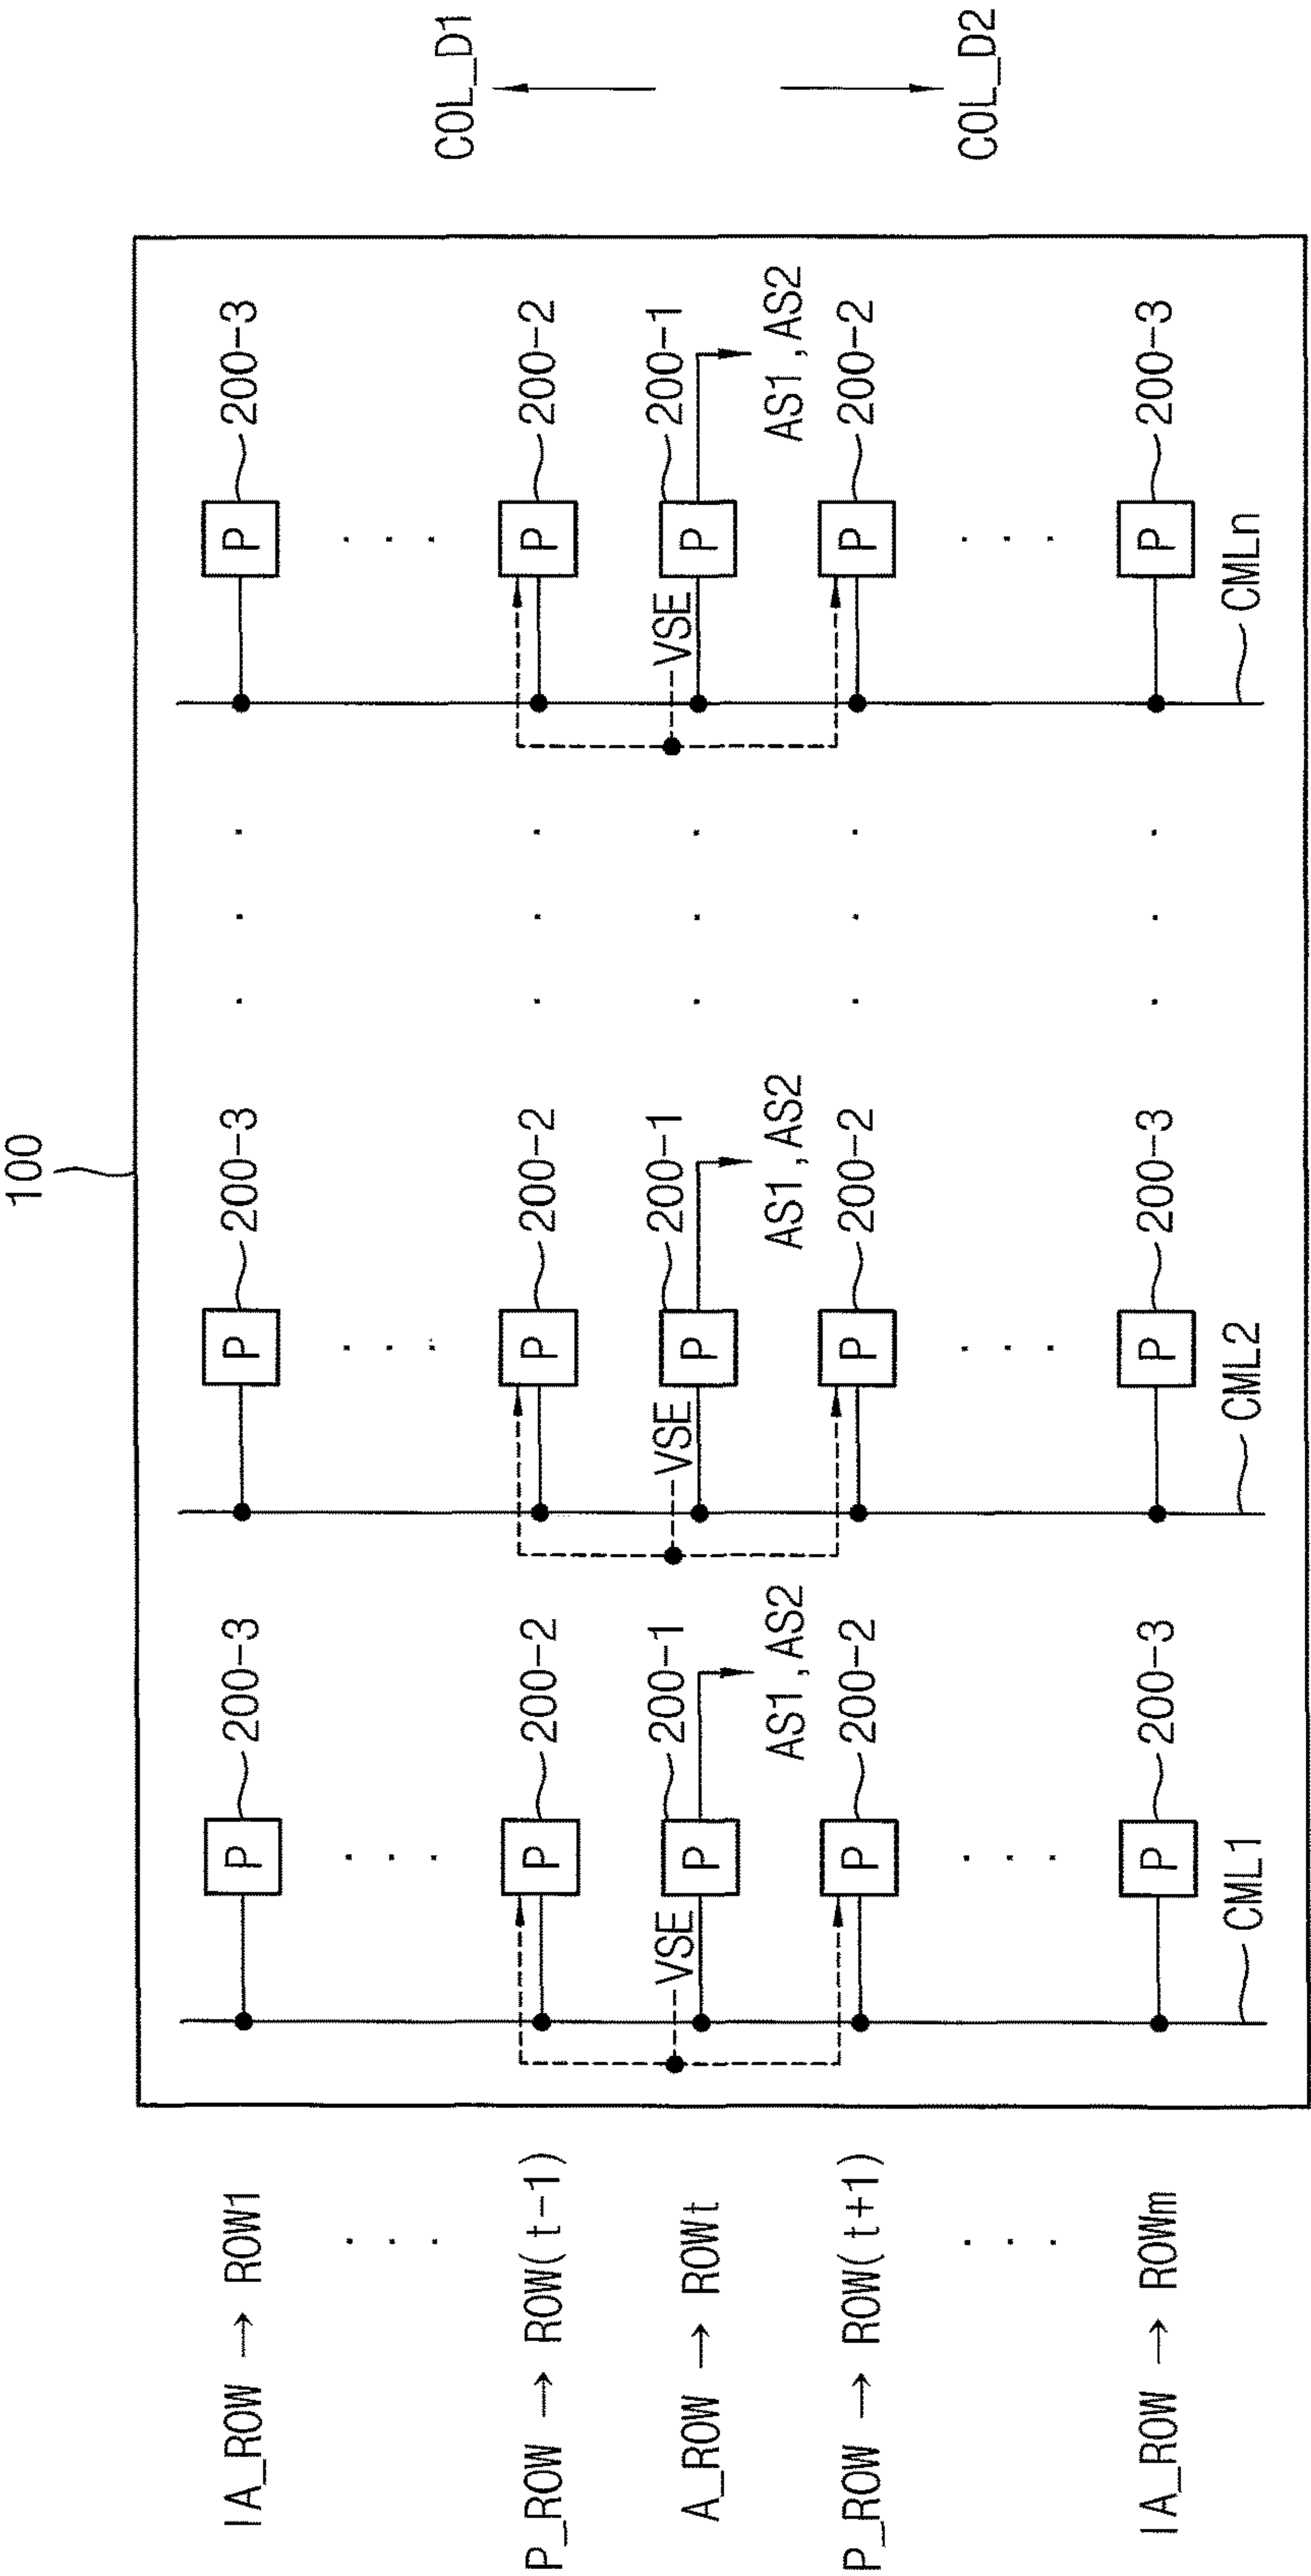 100
COL_D1
COL_D2
IA_ROW → ROW1
P 200-3
P 200-3
P 200-3
. . .
P_ROW → ROW(t-1)
P 200-2
P 200-2
P 200-2
A_ROW → ROWt
VSE
P 200-1
VSE
P 200-1
VSE
P 200-1
AS1,AS2
AS1,AS2
AS1,AS2
P_ROW → ROW(t+1)
P 200-2
P 200-2
P 200-2
. . .
IA_ROW → ROWm
P 200-3
P 200-3
P 200-3
CML1
CML2
CMLn